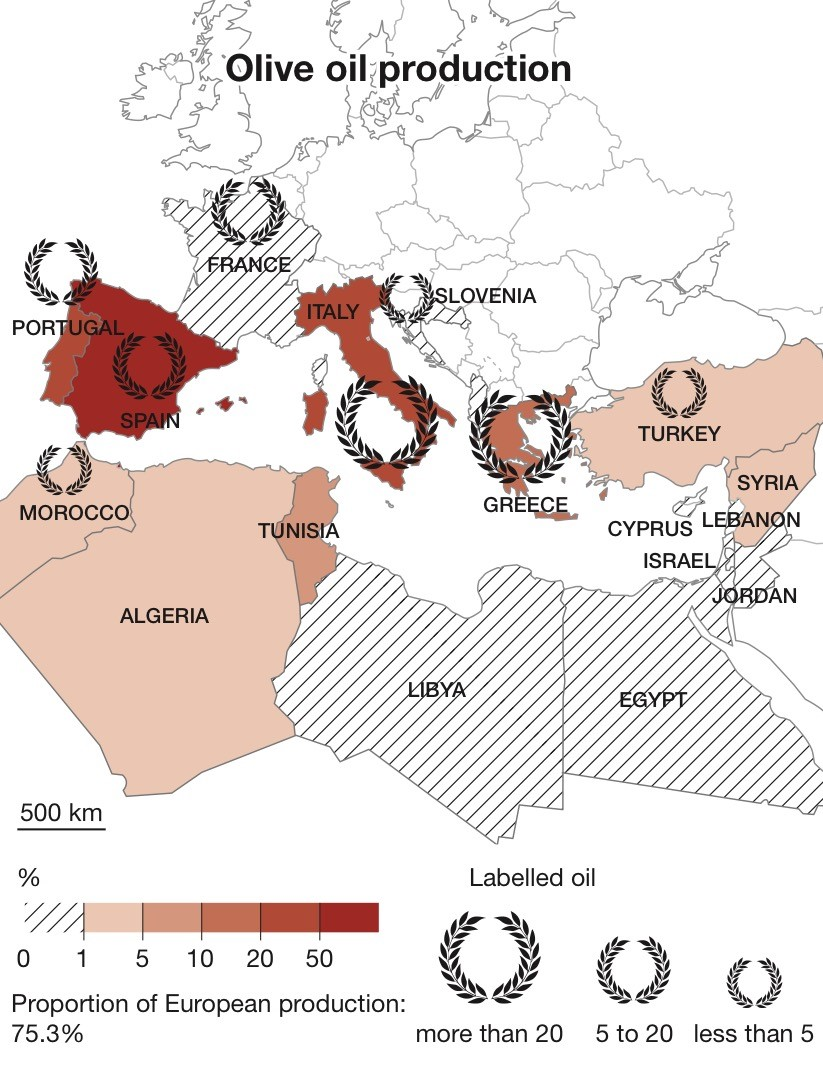 Olive oil production
FRANCE
SLOVENIA
ITALY
PORTUGAL
SPAIN
TURKEY
SYRIA
GREECE
MOROCCO
LEBANON
CYPRUS
TUNISIA
ISRAEL
JORDAN
ALGERIA
LIBYA
EGYPT
500 km
%
0 1 5 10 20 50
Proportion of European production:
75.3%
Labelled oil
more than 20 5 to 20 less than 5